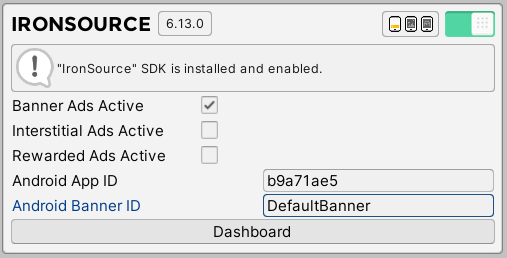 IRONSOURCE 6.13.0
"IronSource" SDK is installed and enabled.
Banner Ads Active
Interstitial Ads Active
Rewarded Ads Active
Android App ID b9a71ae5
Android Banner ID DefaultBanner
Dashboard